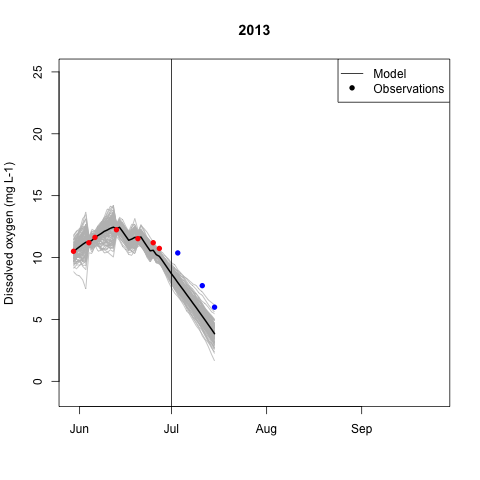 2013
Dissolved oxygen (mg L-1)
25
20
15
10
5
0
Jun
Jul
Aug
Sep
Model
Observations